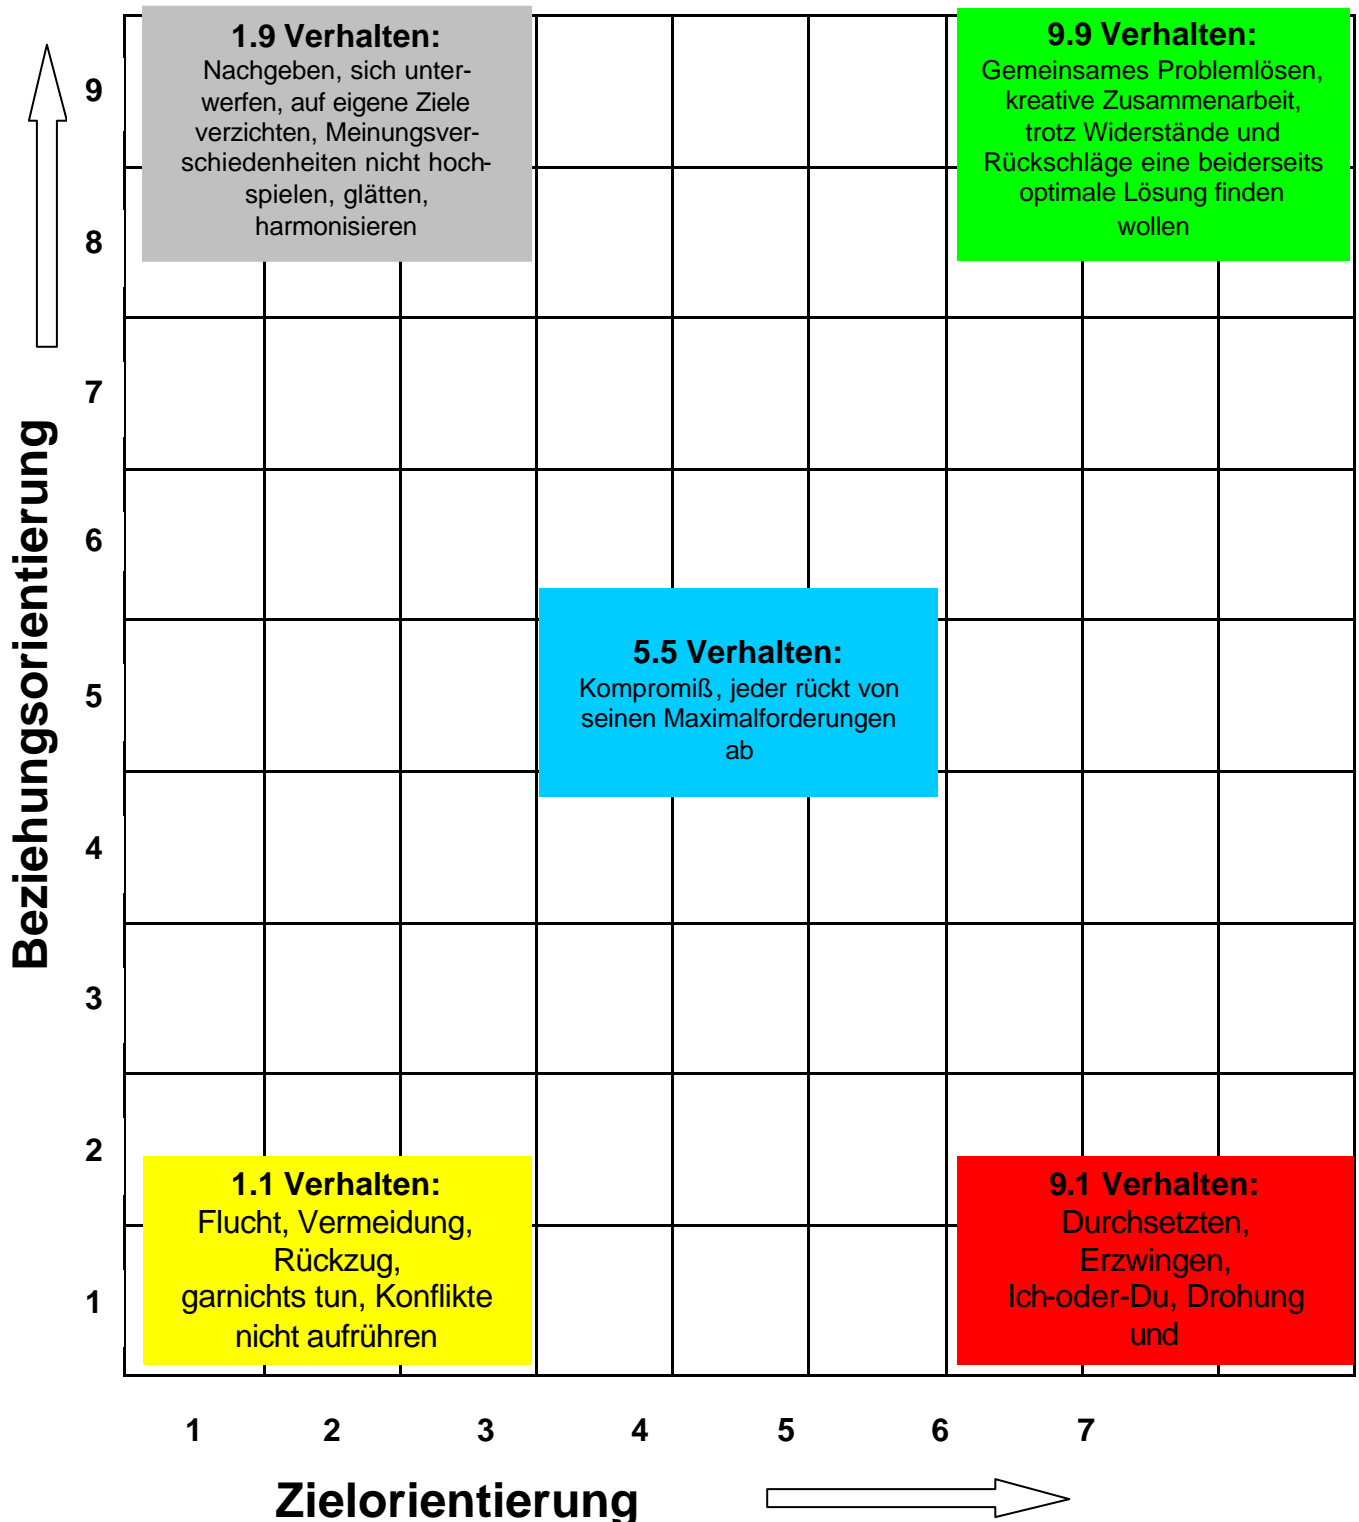 1.9 Verhalten:
Nachgeben, sich unter-
werfen, auf eigene Ziele
verzichten, Meinungsver-
schiedenheiten nicht hoch-
spielen, glätten,
harmonisieren
9.9 Verhalten:
Gemeinsames Problemlösen,
kreative Zusammenarbeit,
trotz Widerstände und
Rückschläge eine beiderseits
optimale Lösung finden
wollen
9
8
7
6
5
4
3
2
1
Beziehungsorientierung
5.5 Verhalten:
Kompromiß, jeder rückt von
seinen Maximalforderungen
ab
1.1 Verhalten:
Flucht, Vermeidung,
Rückzug,
garnichts tun, Konflikte
nicht aufrühren
9.1 Verhalten:
Durchsetzten,
Erzwingen,
Ich-oder-Du, Drohung
und
1 2 3 4 5 6 7
Zielorientierung